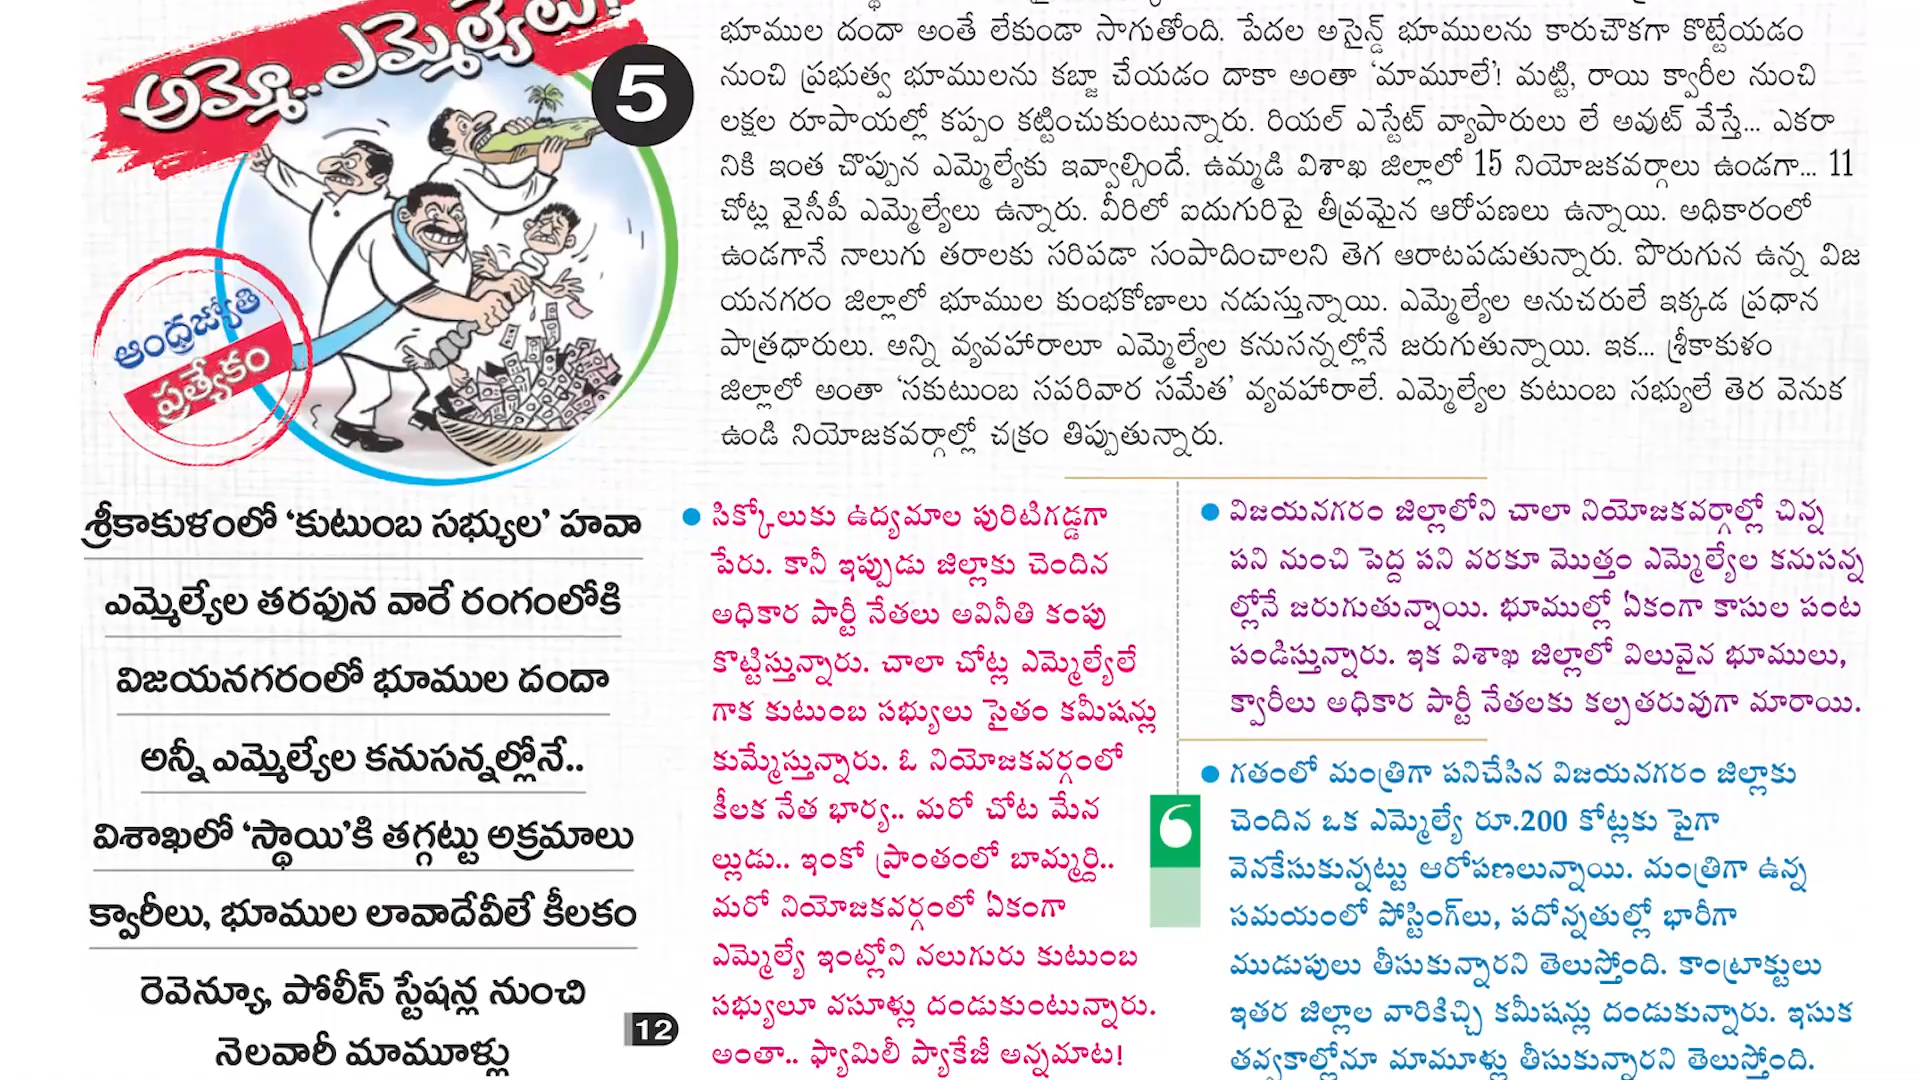 అమ్మో.. ఎమ్మెల్యేలు!
5
ఆంధ్రజ్యోతి
ప్రత్యేకం
భూముల దందా అంతే లేకుండా సాగుతోంది. పేదల అసైన్డ్ భూములను కారుచౌకగా కొట్టేయడం
నుంచి ప్రభుత్వ భూములను కబ్జా చేయడం దాకా అంతా ‘మామూలే’! మట్టి, రాయి క్వారీల నుంచి
లక్షల రూపాయల్లో కప్పం కట్టించుకుంటున్నారు. రియల్ ఎస్టేట్ వ్యాపారులు లే అవుట్ వేస్తే... ఎకరా
నికి ఇంత చొప్పున ఎమ్మెల్యేకు ఇవ్వాల్సిందే. ఉమ్మడి విశాఖ జిల్లాలో 15 నియోజకవర్గాలు ఉండగా... 11
చోట్ల వైసీపీ ఎమ్మెల్యేలు ఉన్నారు. వీరిలో ఐదుగురిపై తీవ్రమైన ఆరోపణలు ఉన్నాయి. అధికారంలో
ఉండగానే నాలుగు తరాలకు సరిపడా సంపాదించాలని తెగ ఆరాటపడుతున్నారు. పొరుగున ఉన్న విజ
యనగరం జిల్లాలో భూముల కుంభకోణాలు నడుస్తున్నాయి. ఎమ్మెల్యేల అనుచరులే ఇక్కడ ప్రధాన
పాత్రధారులు. అన్ని వ్యవహారాలూ ఎమ్మెల్యేల కనుసన్నల్లోనే జరుగుతున్నాయి. ఇక... శ్రీకాకుళం
జిల్లాలో అంతా ‘సకుటుంబ సపరివార సమేత’ వ్యవహారాలే. ఎమ్మెల్యేల కుటుంబ సభ్యులే తెర వెనుక
ఉండి నియోజకవర్గాల్లో చక్రం తిప్పుతున్నారు.
శ్రీకాకుళంలో ‘కుటుంబ సభ్యుల’ హవా
ఎమ్మెల్యేల తరఫున వారే రంగంలోకి
విజయనగరంలో భూముల దందా
అన్నీ ఎమ్మెల్యేల కనుసన్నల్లోనే..
విశాఖలో ‘స్థాయి’కి తగ్గట్టు అక్రమాలు
క్వారీలు, భూముల లావాదేవీలే కీలకం
రెవెన్యూ, పోలీస్ స్టేషన్ల నుంచి
నెలవారీ మామూళ్లు
12
సిక్కోలుకు ఉద్యమాల పురిటిగడ్డగా
పేరు. కానీ ఇప్పుడు జిల్లాకు చెందిన
అధికార పార్టీ నేతలు అవినీతి కంపు
కొట్టిస్తున్నారు. చాలా చోట్ల ఎమ్మెల్యేలే
గాక కుటుంబ సభ్యులు సైతం కమీషన్లు
కుమ్మేస్తున్నారు. ఓ నియోజకవర్గంలో
కీలక నేత భార్య.. మరో చోట మేన
ల్లుడు.. ఇంకో ప్రాంతంలో బామ్మర్ది..
మరో నియోజకవర్గంలో ఏకంగా
ఎమ్మెల్యే ఇంట్లోని నలుగురు కుటుంబ
సభ్యులూ వసూళ్లు దండుకుంటున్నారు.
అంతా.. ఫ్యామిలీ ప్యాకేజీ అన్నమాట!
విజయనగరం జిల్లాలోని చాలా నియోజకవర్గాల్లో చిన్న
పని నుంచి పెద్ద పని వరకూ మొత్తం ఎమ్మెల్యేల కనుసన్న
ల్లోనే జరుగుతున్నాయి. భూముల్లో ఏకంగా కాసుల పంట
పండిస్తున్నారు. ఇక విశాఖ జిల్లాలో విలువైన భూములు,
క్వారీలు అధికార పార్టీ నేతలకు కల్పతరువుగా మారాయి.
గతంలో మంత్రిగా పనిచేసిన విజయనగరం జిల్లాకు
చెందిన ఒక ఎమ్మెల్యే రూ.200 కోట్లకు పైగా
వెనకేసుకున్నట్టు ఆరోపణలున్నాయి. మంత్రిగా ఉన్న
సమయంలో పోస్టింగ్‌లు, పదోన్నతుల్లో భారీగా
ముడుపులు తీసుకున్నారని తెలుస్తోంది. కాంట్రాక్టులు
ఇతర జిల్లాల వారికిచ్చి కమీషన్లు దండుకున్నారు. ఇసుక
తవ్వకాల్లోనూ మామూళ్లు తీసుకున్నారని తెలుస్తోంది.